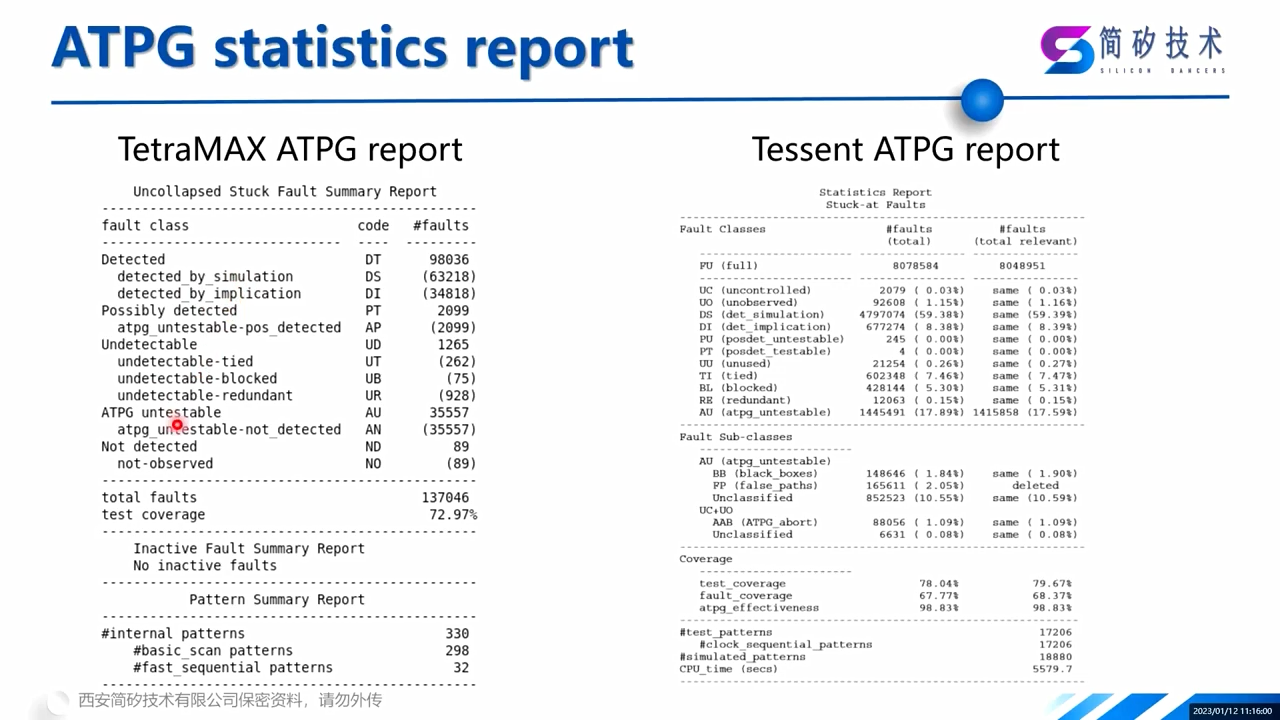 ATPG statistics report
简矽技术
SILICON DANCERS
TetraMAX ATPG report
Uncollapsed Stuck Fault Summary Report
-----------------------------------------------
fault class code #faults
------------------------------ ---- ---------
Detected DT 98036
detected_by_simulation DS (63218)
detected_by_implication DI (34818)
Possibly detected PT 2099
atpg_untestable-pos_detected AP (2099)
Undetectable UD 1265
undetectable-tied UT (262)
undetectable-blocked UB (75)
undetectable-redundant UR (928)
ATPG untestable AU 35557
atpg_untestable-not_detected AN (35557)
Not detected ND 89
not-observed NO (89)
-----------------------------------------------
total faults 137046
test coverage 72.97%
-----------------------------------------------
Inactive Fault Summary Report
No inactive faults
-----------------------------------------------
Pattern Summary Report
-----------------------------------------------
#internal patterns 330
#basic_scan patterns 298
#fast_sequential patterns 32
-----------------------------------------------
Tessent ATPG report
Statistics Report
Stuck-at Faults
Fault Classes #faults #faults
(total) (total relevant)
FU (full) 8078584 8048951
UC (uncontrolled) 2079 ( 0.03%) same ( 0.03%)
UO (unobserved) 92608 ( 1.15%) same ( 1.16%)
DS (det_simulation) 4797074 (59.38%) same (59.39%)
DI (det_implication) 677274 ( 8.38%) same ( 8.39%)
PU (posdet_untestable) 245 ( 0.00%) same ( 0.00%)
PT (posdet_testable) 4 ( 0.00%) same ( 0.00%)
UU (unused) 21254 ( 0.26%) same ( 0.27%)
TI (tied) 602348 ( 7.46%) same ( 7.47%)
BL (blocked) 428144 ( 5.30%) same ( 5.31%)
RE (redundant) 12063 ( 0.15%) same ( 0.15%)
AU (atpg_untestable) 1445491 (17.89%) 1415858 (17.59%)
Fault Sub-classes
AU (atpg_untestable)
BB (black_boxes) 148646 ( 1.84%) same ( 1.90%)
FP (false_paths) 165611 ( 2.05%) deleted
Unclassified 852523 (10.55%) same (10.59%)
UC+UO
AAB (ATPG_abort) 88056 ( 1.09%) same ( 1.09%)
Unclassified 6631 ( 0.08%) same ( 0.08%)
Coverage
test_coverage 78.04% 79.67%
fault_coverage 67.77% 68.37%
atpg_effectiveness 98.83% 98.83%
#test_patterns 17206
#clock_sequential_patterns 17206
#simulated_patterns 18880
CPU_time (secs) 5579.7
西安简矽技术有限公司保密资料，请勿外传
2023/01/12 11:16:00